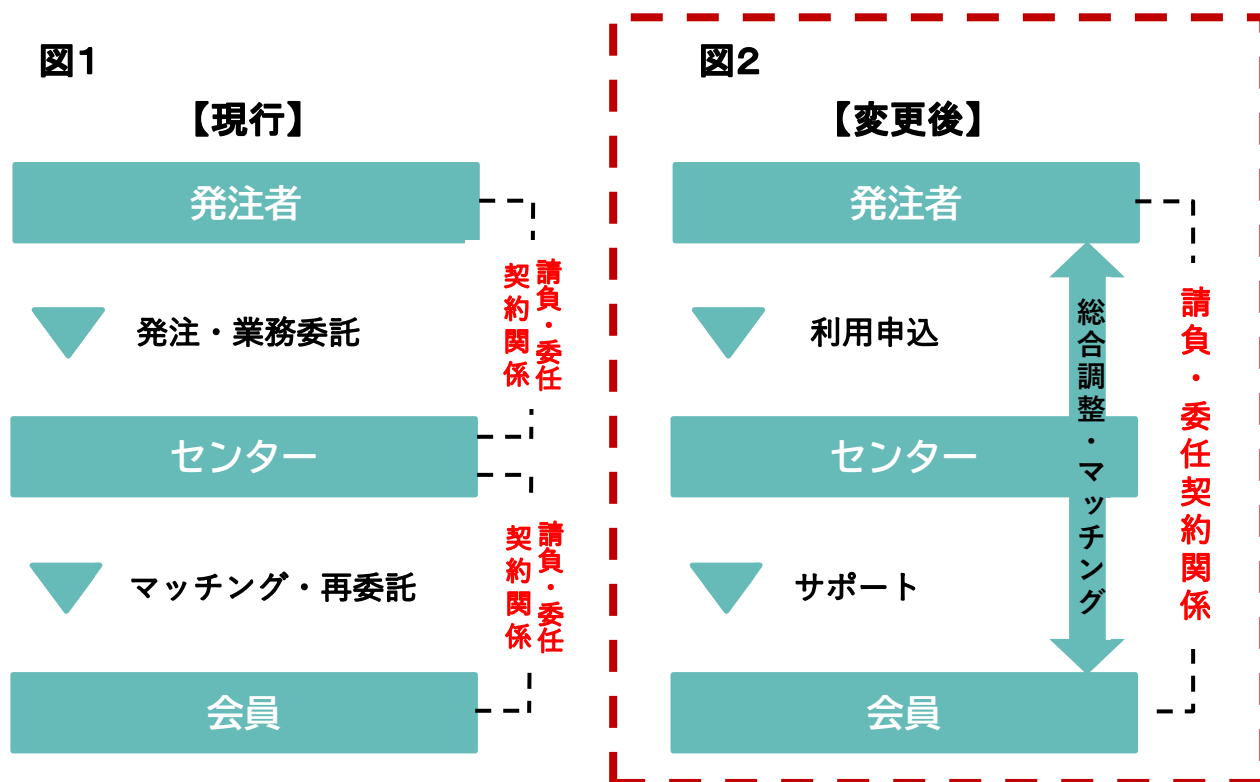 図1
【現行】
発注者
発注・業務委託
請負・委任
契約関係
センター
マッチング・再委託
請負・委任
契約関係
会員
図2
【変更後】
発注者
利用申込
総合調整・マッチング
請負・委任契約関係
センター
サポート
会員